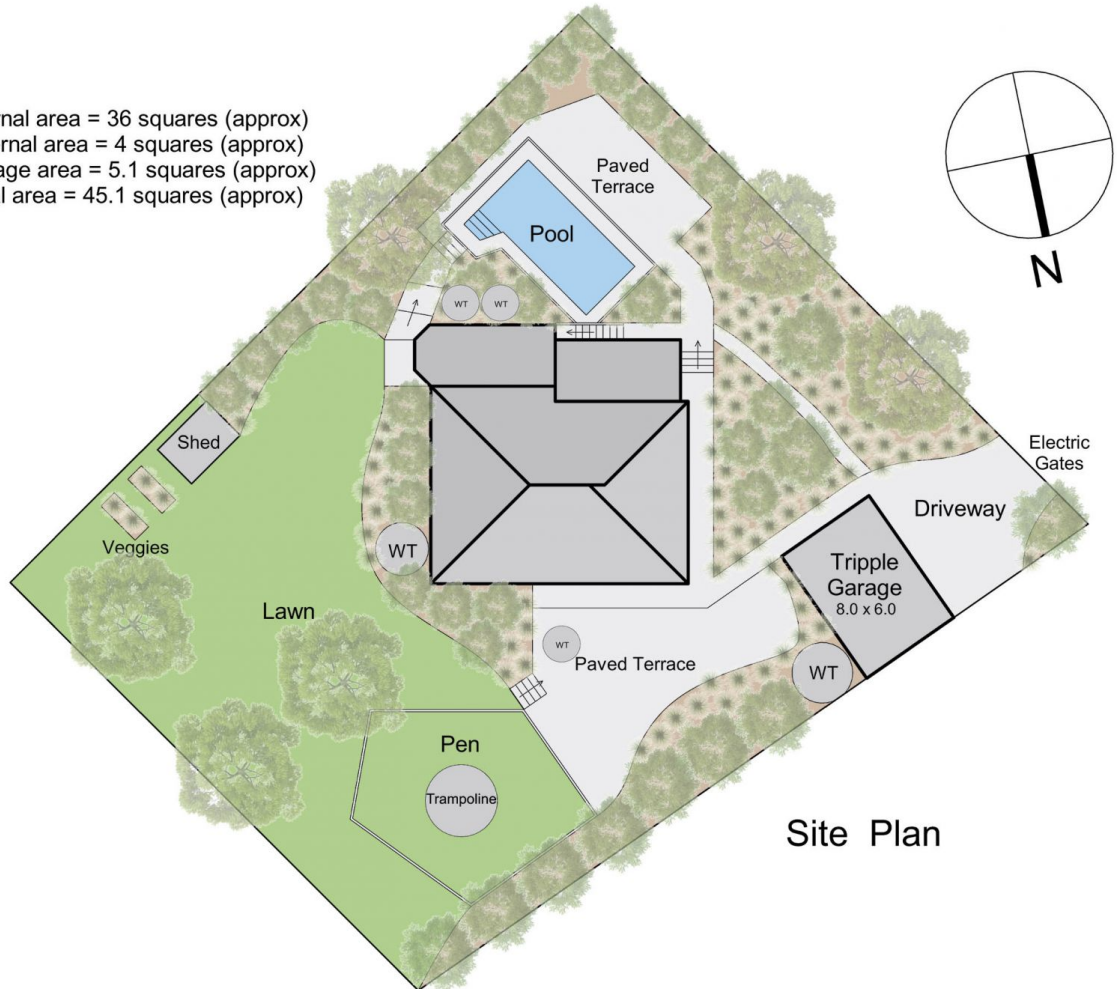 rnal area = 36 squares (approx)
ernal area = 4 squares (approx)
age area = 5.1 squares (approx)
l area = 45.1 squares (approx)
Paved
Terrace
Pool
N
WT
WT
Shed
Electric
Gates
Driveway
Veggies
WT
Tripple
Garage
8.0 x 6.0
Lawn
WT
Paved Terrace
WT
Pen
Trampoline
Site Plan